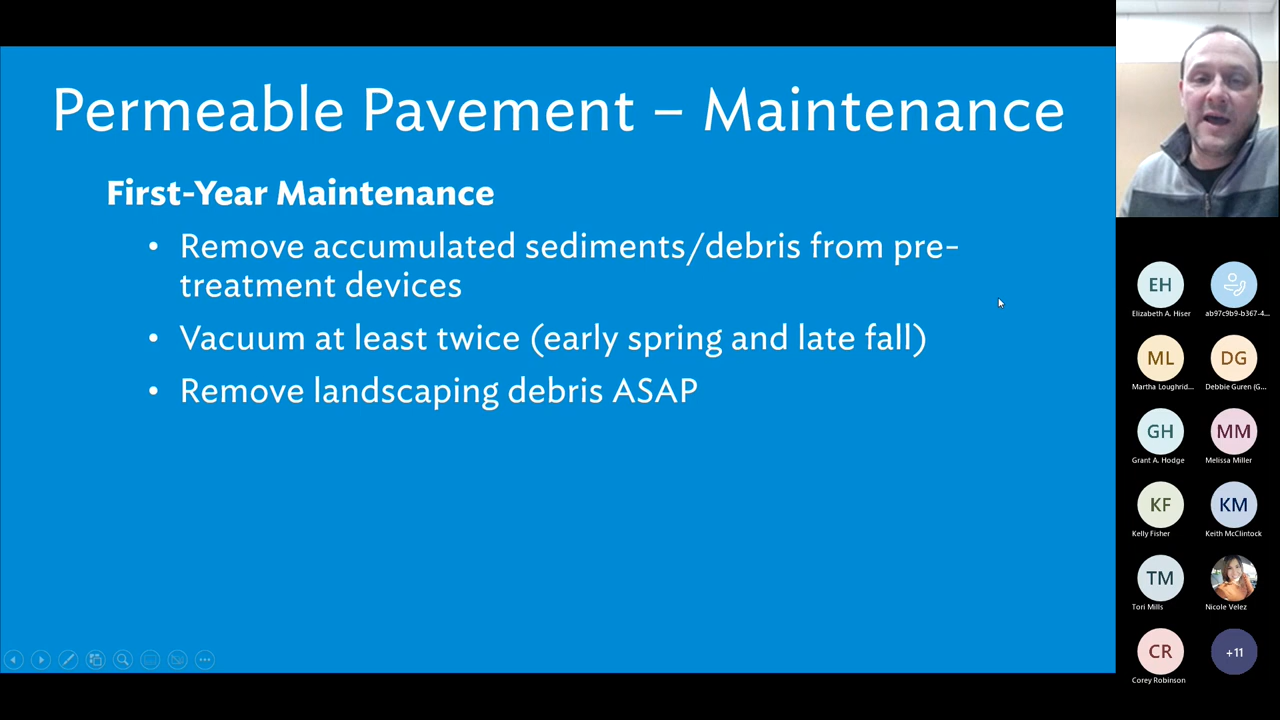 Permeable Pavement – Maintenance
First-Year Maintenance
• Remove accumulated sediments/debris from pre-
treatment devices
• Vacuum at least twice (early spring and late fall)
• Remove landscaping debris ASAP
EH
Elizabeth A. Hiser
ab97c9b9-b367-4...
ML
Martha Loughrid...
DG
Debbie Guren (G...
GH
Grant A. Hodge
MM
Melissa Miller
KF
Kelly Fisher
KM
Keith McClintock
TM
Tori Mills
Nicole Velez
CR
Corey Robinson
+11